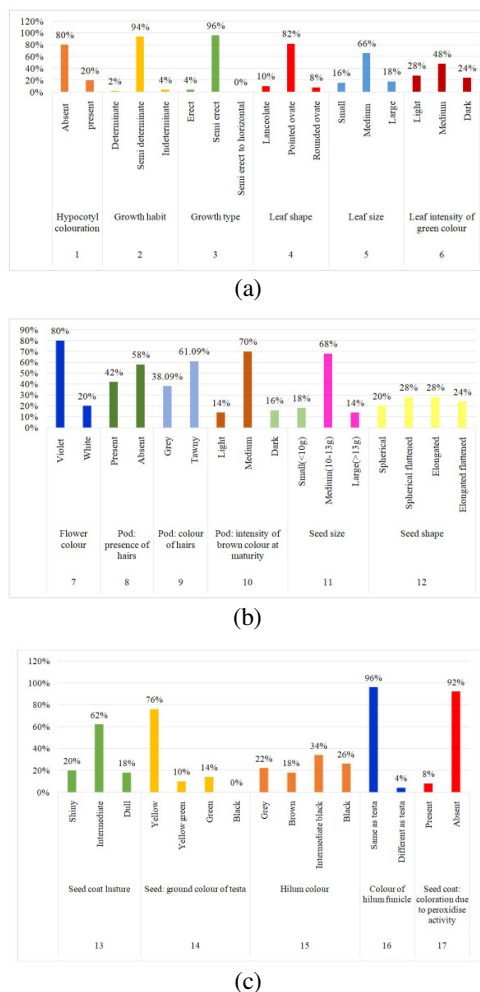 120%
100%
80%
60%
40%
20%
0%
80%
20%
2%
94%
4%
4%
96%
0%
10%
82%
8%
16%
66%
18%
28%
48%
24%
Absent
present
Determinate
Semi determinate
Indeterminate
Erect
Semi erect
Semi erect to horizontal
Lanceolate
Pointed ovate
Rounded ovate
Small
Medium
Large
Light
Medium
Dark
Hypocotyl
colouration
Growth habit
Growth type
Leaf shape
Leaf size
Leaf intensity of
green colour
1
2
3
4
5
6
(a)
90%
80%
70%
60%
50%
40%
30%
20%
10%
0%
80%
20%
42%
58%
38.09%
61.09%
14%
70%
16%
18%
68%
14%
20%
28%
28%
24%
Violet
White
Present
Absent
Grey
Tawny
Light
Medium
Dark
Small(<10g)
Medium(10-13g)
Large(>13g)
Spherical
Spherical flattened
Elongated
Elongated flattened
Flower
colour
Pod:
presence of
hairs
Pod: colour
of hairs
Pod: intensity of
brown colour at
maturity
Seed size
Seed shape
7
8
9
10
11
12
(b)
120%
100%
80%
60%
40%
20%
0%
20%
62%
18%
76%
10%
14%
0%
22%
18%
34%
26%
96%
4%
8%
92%
Shiny
Intermediate
Dull
Yellow
Yellow green
Green
Black
Grey
Brown
Intermediate black
Black
Same as testa
Different as testa
Present
Absent
Seed coat lusture
Seed: ground colour of testa
Hilum colour
Colour of
hilum funicle
Seed coat:
coloration due
to peroxidise
activity
13
14
15
16
17
(c)